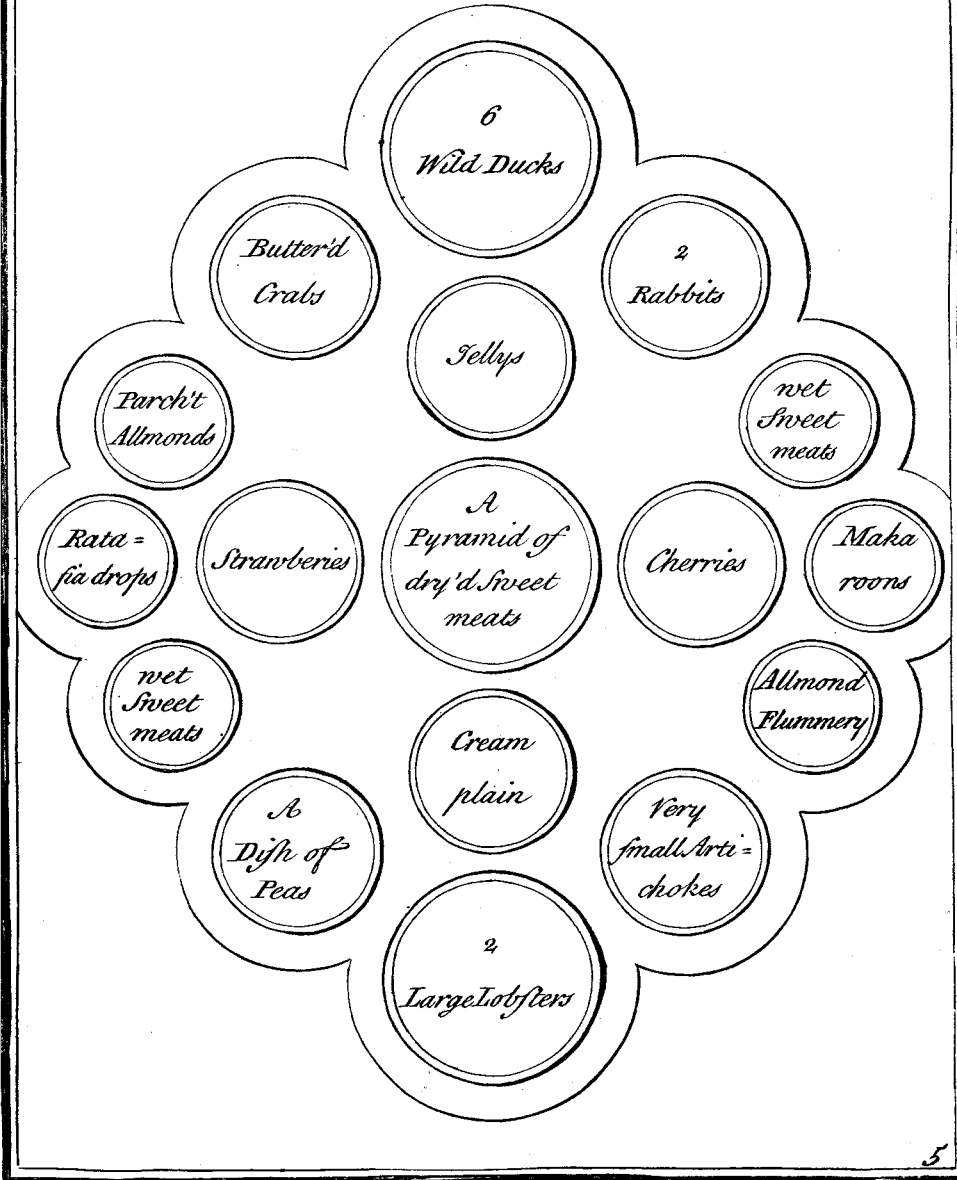 6
Wild Ducks
Butter'd
Crabs
2
Rabbits
Jellys
Parch't
Allmonds
wet
Sweet
meats
Rata=
fia drops
Strawberies
A
Pyramid of
dry'd Sweet
meats
Cherries
Maka
roons
wet
Sweet
meats
Allmond
Flummery
Cream
plain
A
Diſh of
Peas
Very
ſmall Arti=
chokes
2
Large Lobſters
5